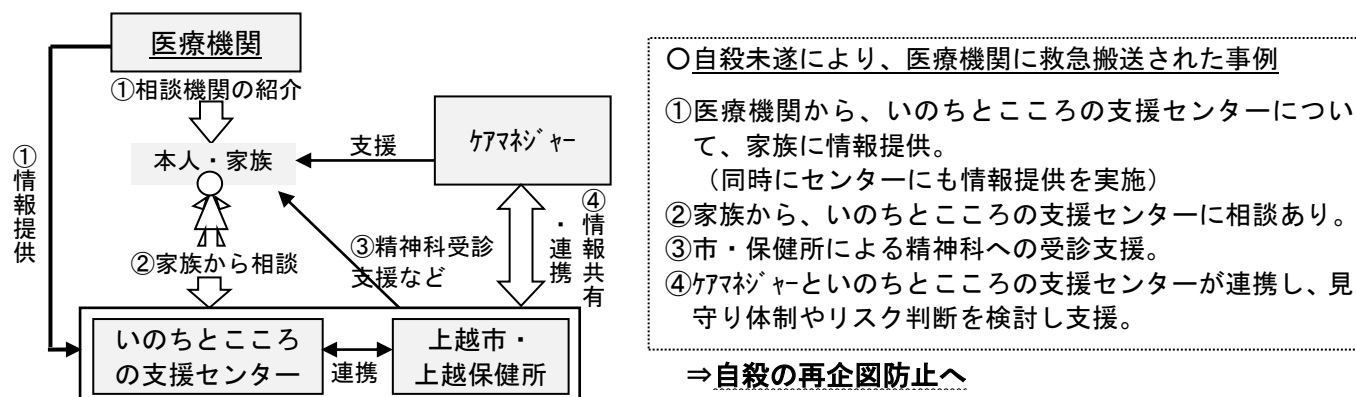 医療機関
①相談機関の紹介
本人・家族
支援
ｹｱﾏﾈｼﾞｬｰ
①情報提供
②家族から相談
③精神科受診
支援など
④情報共有
・連携
いのちとこころ
の支援センター
連携
上越市・
上越保健所
〇自殺未遂により、医療機関に救急搬送された事例
①医療機関から、いのちとこころの支援センターについ
て、家族に情報提供。
（同時にセンターにも情報提供を実施）
②家族から、いのちとこころの支援センターに相談あり。
③市・保健所による精神科への受診支援。
④ｹｱﾏﾈｼﾞｬｰといのちとこころの支援センターが連携し、見
守り体制やリスク判断を検討し支援。
⇒自殺の再企図防止へ